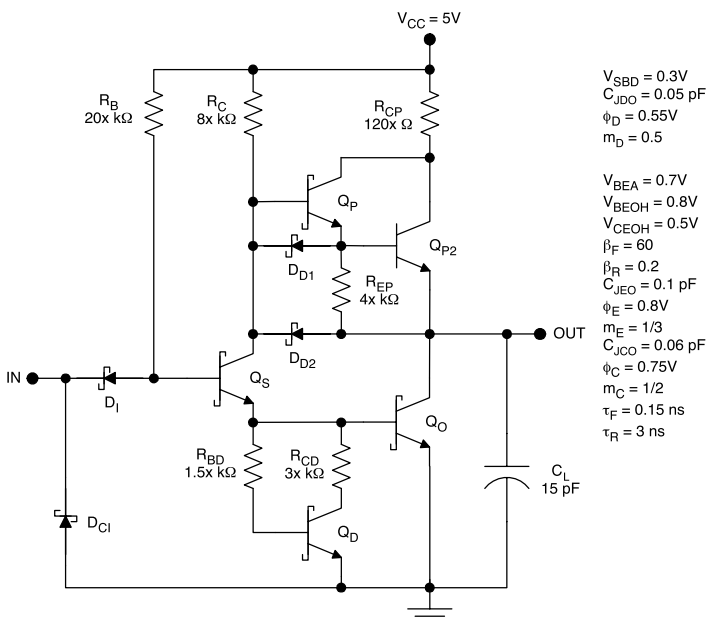 V_CC = 5V
R_B
20x kΩ
R_C
8x kΩ
R_CP
120x Ω
Q_P
D_D1
Q_P2
R_EP
4x kΩ
D_D2
OUT
IN
D_I
Q_S
Q_O
R_BD
1.5x kΩ
R_CD
3x kΩ
C_L
15 pF
D_CI
Q_D
V_SBD = 0.3V
C_JDO = 0.05 pF
ϕ_D = 0.55V
m_D = 0.5
V_BEA = 0.7V
V_BEOH = 0.8V
V_CEOH = 0.5V
β_F = 60
β_R = 0.2
C_JEO = 0.1 pF
ϕ_E = 0.8V
m_E = 1/3
C_JCO = 0.06 pF
ϕ_C = 0.75V
m_C = 1/2
τ_F = 0.15 ns
τ_R = 3 ns